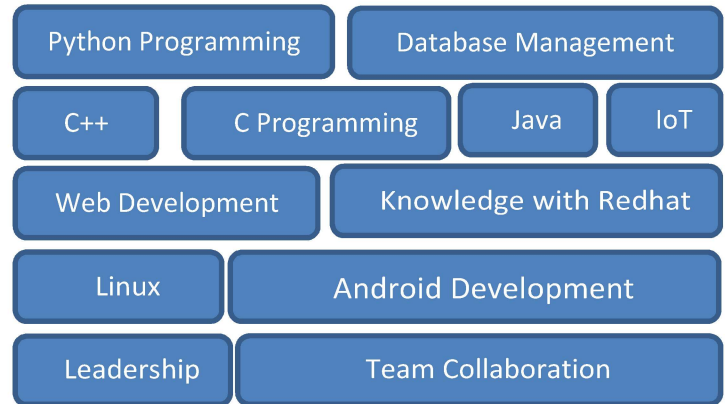 Python Programming Database Management
C++ C Programming Java IoT
Web Development Knowledge with Redhat
Linux Android Development
Leadership Team Collaboration